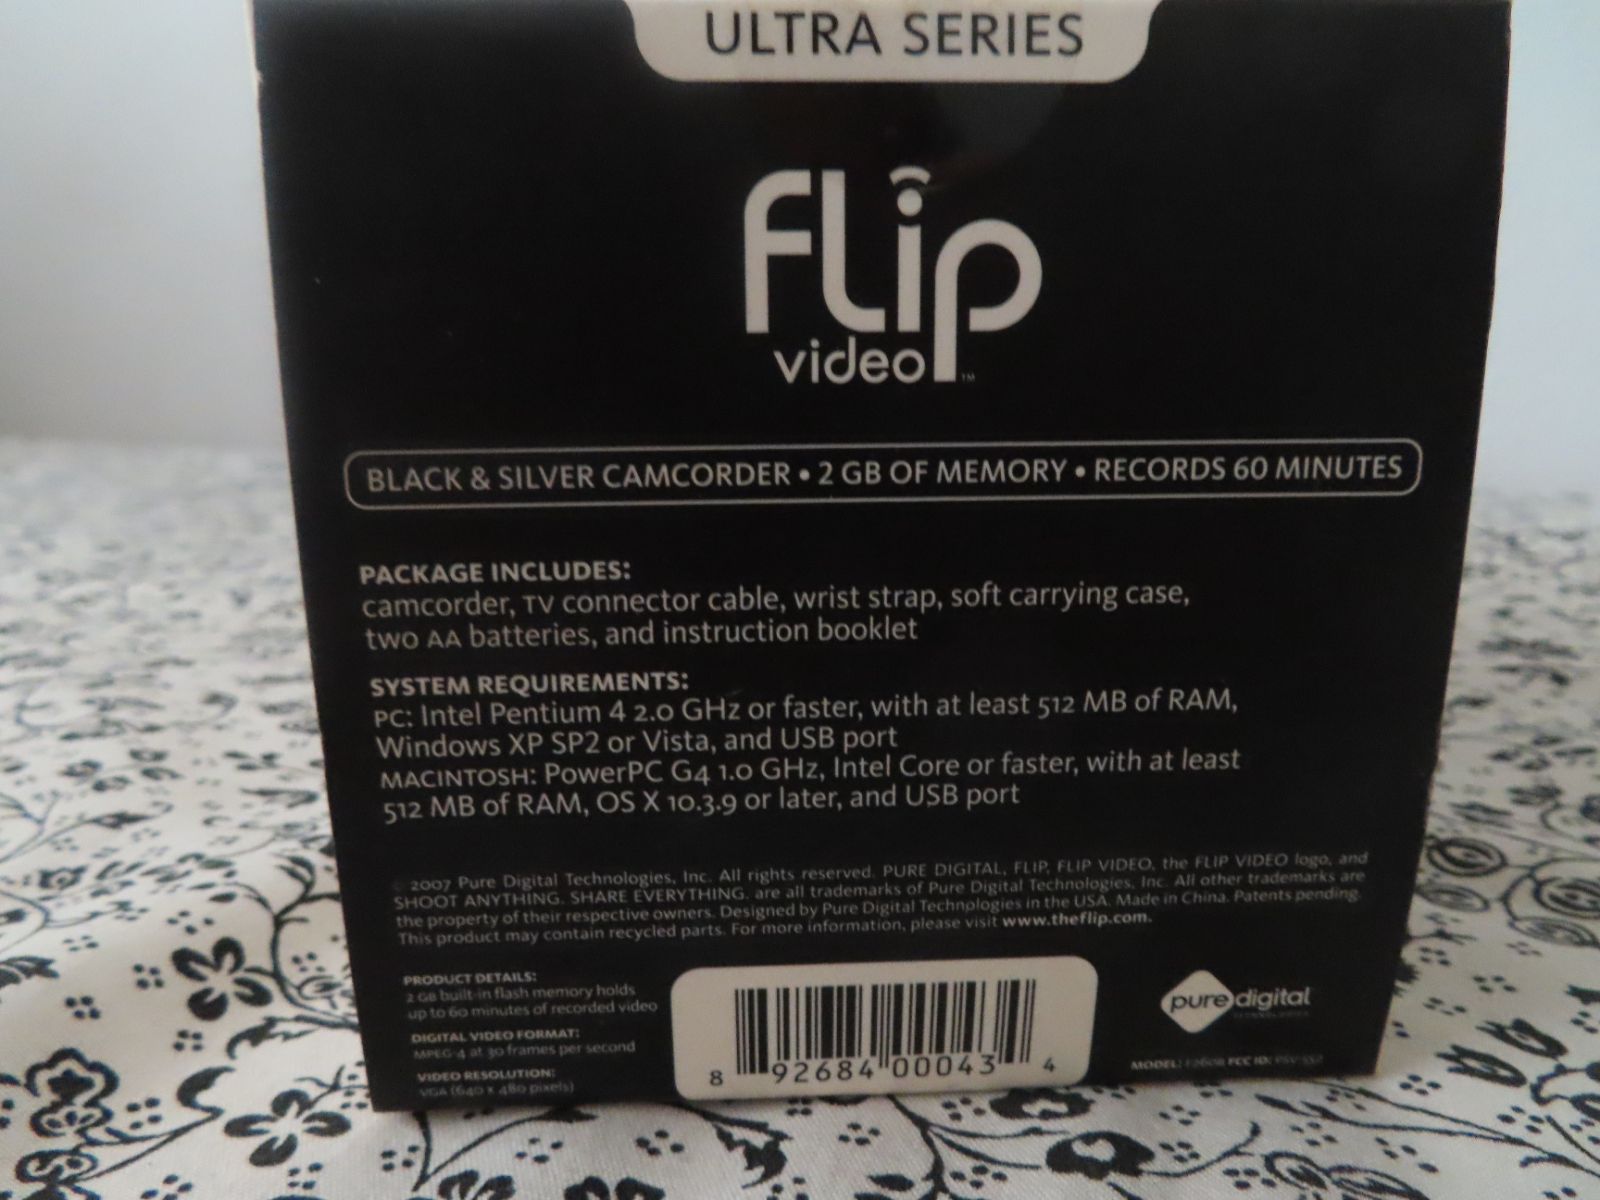 ULTRA SERIES
flip
video
TM
BLACK & SILVER CAMCORDER • 2 GB OF MEMORY • RECORDS 60 MINUTES
PACKAGE INCLUDES:
camcorder, TV connector cable, wrist strap, soft carrying case,
two AA batteries, and instruction booklet
SYSTEM REQUIREMENTS:
PC: Intel Pentium 4 2.0 GHz or faster, with at least 512 MB of RAM,
Windows XP SP2 or Vista, and USB port
MACINTOSH: PowerPC G4 1.0 GHz, Intel Core or faster, with at least
512 MB of RAM, OS X 10.3.9 or later, and USB port
© 2007 Pure Digital Technologies, Inc. All rights reserved. PURE DIGITAL, FLIP, FLIP VIDEO, the FLIP VIDEO logo, and
SHOOT ANYTHING. SHARE EVERYTHING. are all trademarks of Pure Digital Technologies, Inc. All other trademarks are
the property of their respective owners. Designed by Pure Digital Technologies in the USA. Made in China. Patents pending.
This product may contain recycled parts. For more information, please visit www.theflip.com.
PRODUCT DETAILS:
2 GB built-in flash memory holds
up to 60 minutes of recorded video
DIGITAL VIDEO FORMAT:
MPEG-4 at 30 frames per second
VIDEO RESOLUTION:
VGA (640 x 480 pixels)
8 92684 00043 4
pure digital
TECHNOLOGIES
MODEL: FCC ID: